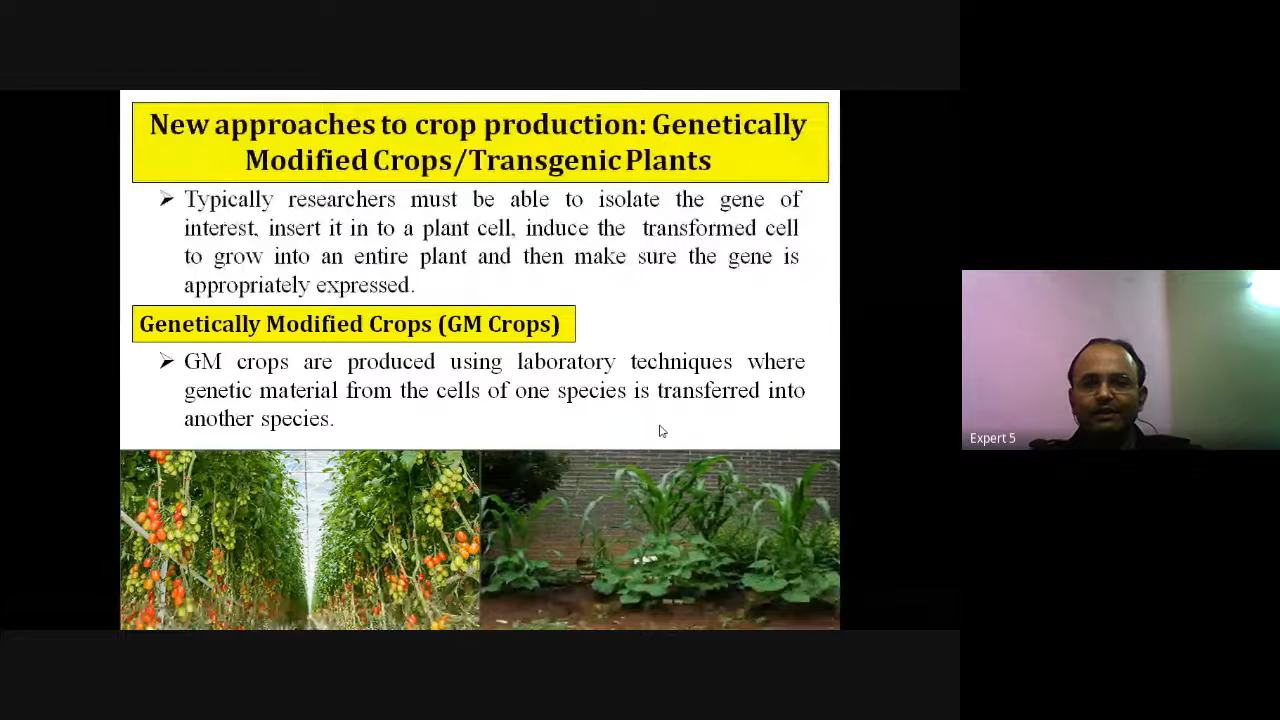 New approaches to crop production: Genetically
Modified Crops/Transgenic Plants
➢ Typically researchers must be able to isolate the gene of
interest, insert it in to a plant cell, induce the transformed cell
to grow into an entire plant and then make sure the gene is
appropriately expressed.
Genetically Modified Crops (GM Crops)
➢ GM crops are produced using laboratory techniques where
genetic material from the cells of one species is transferred into
another species.
Expert 5